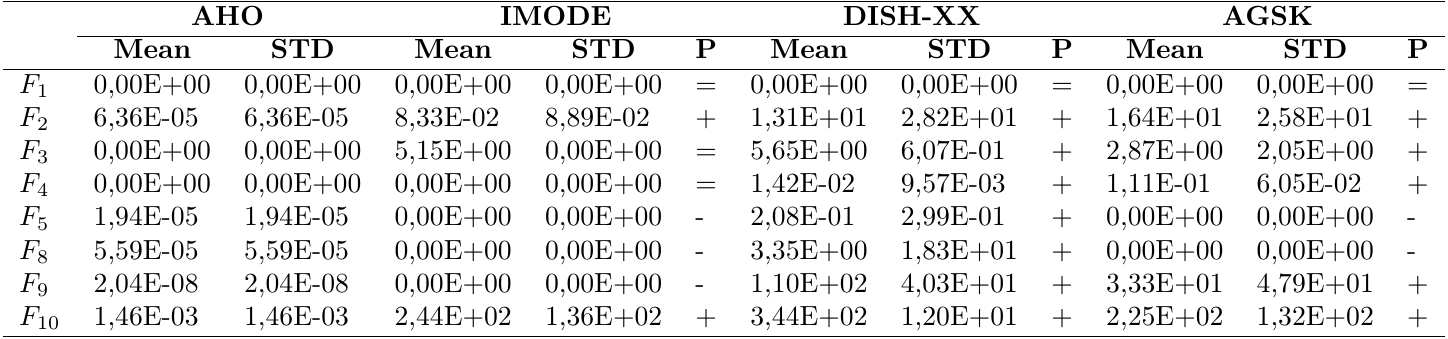 AHO IMODE DISH-XX AGSK
Mean STD Mean STD P Mean STD P Mean STD P
F1 0,00E+00 0,00E+00 0,00E+00 0,00E+00 = 0,00E+00 0,00E+00 = 0,00E+00 0,00E+00 =
F2 6,36E-05 6,36E-05 8,33E-02 8,89E-02 + 1,31E+01 2,82E+01 + 1,64E+01 2,58E+01 +
F3 0,00E+00 0,00E+00 5,15E+00 0,00E+00 = 5,65E+00 6,07E-01 + 2,87E+00 2,05E+00 +
F4 0,00E+00 0,00E+00 0,00E+00 0,00E+00 = 1,42E-02 9,57E-03 + 1,11E-01 6,05E-02 +
F5 1,94E-05 1,94E-05 0,00E+00 0,00E+00 - 2,08E-01 2,99E-01 + 0,00E+00 0,00E+00 -
F8 5,59E-05 5,59E-05 0,00E+00 0,00E+00 - 3,35E+00 1,83E+01 + 0,00E+00 0,00E+00 -
F9 2,04E-08 2,04E-08 0,00E+00 0,00E+00 - 1,10E+02 4,03E+01 + 3,33E+01 4,79E+01 +
F10 1,46E-03 1,46E-03 2,44E+02 1,36E+02 + 3,44E+02 1,20E+01 + 2,25E+02 1,32E+02 +